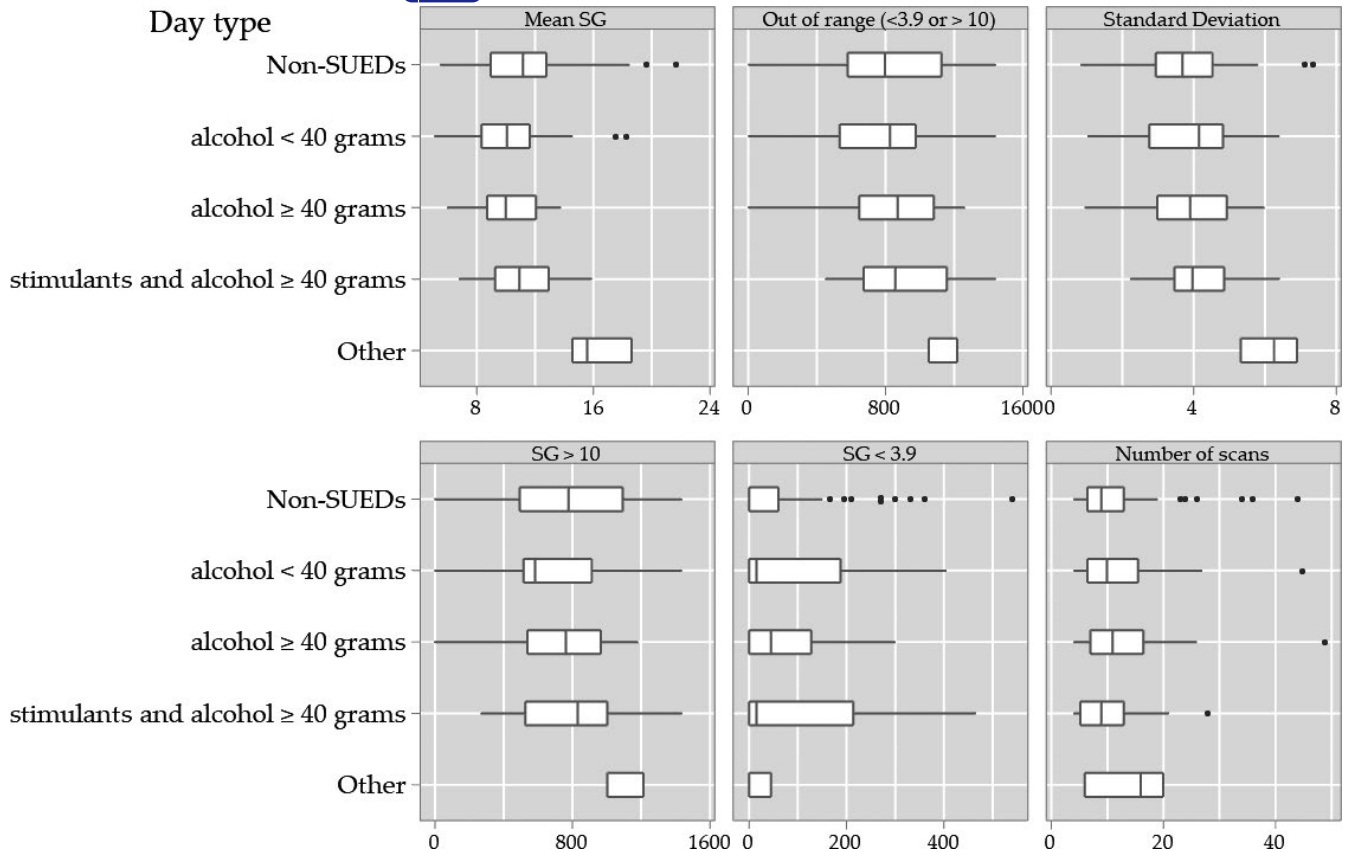 Day type
Mean SG
Out of range (<3.9 or > 10)
Standard Deviation
Non-SUEDs
alcohol < 40 grams
alcohol ≥ 40 grams
stimulants and alcohol ≥ 40 grams
Other
8 16 24 0 800 1600 0 4 8
SG > 10
SG < 3.9
Number of scans
Non-SUEDs
alcohol < 40 grams
alcohol ≥ 40 grams
stimulants and alcohol ≥ 40 grams
Other
0 800 1600 0 200 400 0 20 40